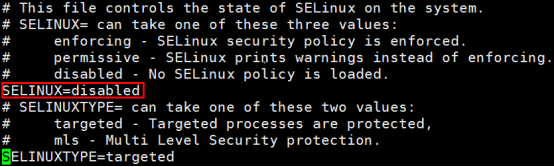 # This file controls the state of SELinux on the system.
# SELINUX= can take one of these three values:
#     enforcing - SELinux security policy is enforced.
#     permissive - SELinux prints warnings instead of enforcing.
#     disabled - No SELinux policy is loaded.
SELINUX=disabled
# SELINUXTYPE= can take one of these two values:
#     targeted - Targeted processes are protected,
#     mls - Multi Level Security protection.
SELINUXTYPE=targeted